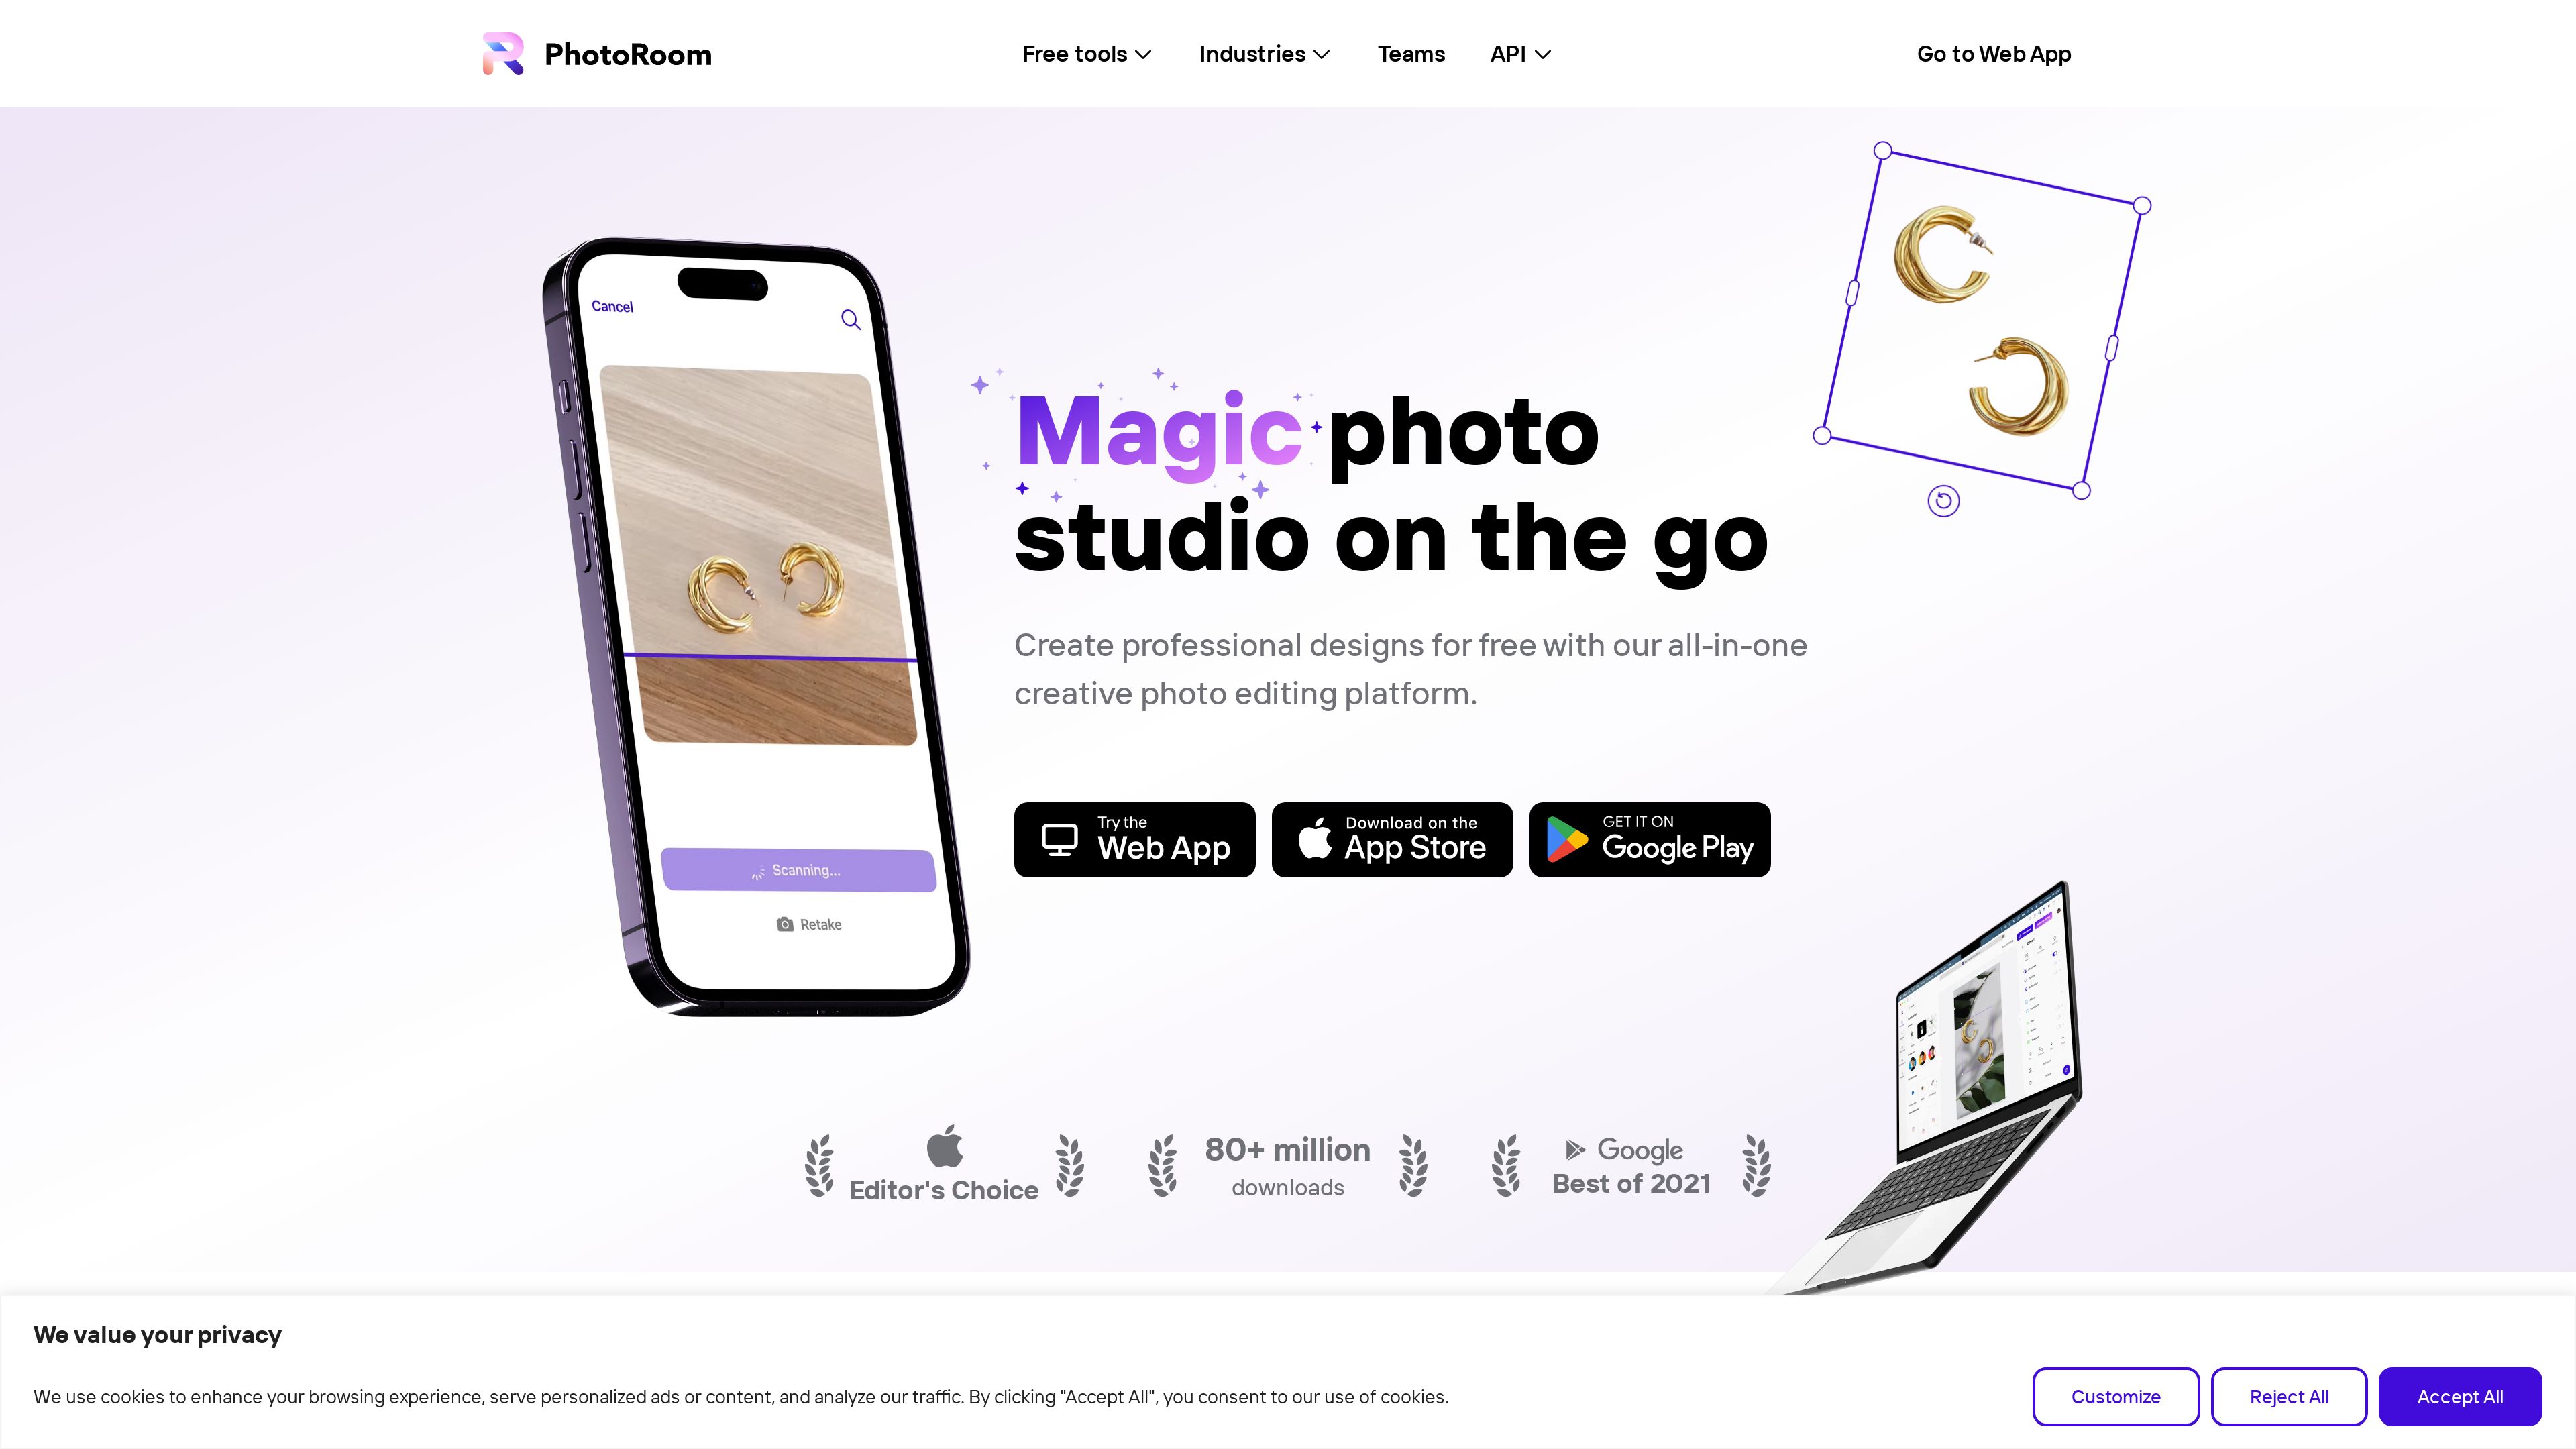 PhotoRoom
Free tools
Industries
Teams
API
Go to Web App
Cancel
Scanning...
Retake
Magic photo
studio on the go
Create professional designs for free with our all-in-one
creative photo editing platform.
Try the
Web App
Download on the
App Store
GET IT ON
Google Play
Editor's Choice
80+ million
downloads
Google
Best of 2021
We value your privacy
We use cookies to enhance your browsing experience, serve personalized ads or content, and analyze our traffic. By clicking "Accept All", you consent to our use of cookies.
Customize
Reject All
Accept All